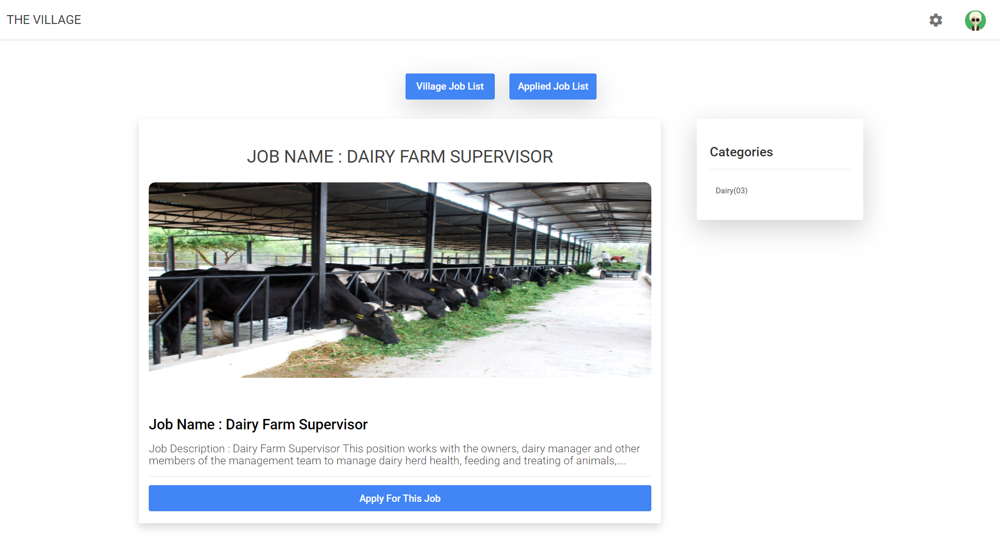 THE VILLAGE
Village Job List
Applied Job List
JOB NAME : DAIRY FARM SUPERVISOR
Categories
Dairy(03)
Job Name : Dairy Farm Supervisor
Job Description : Dairy Farm Supervisor This position works with the owners, dairy manager and other
members of the management team to manage dairy herd health, feeding and treating of animals,....
Apply For This Job